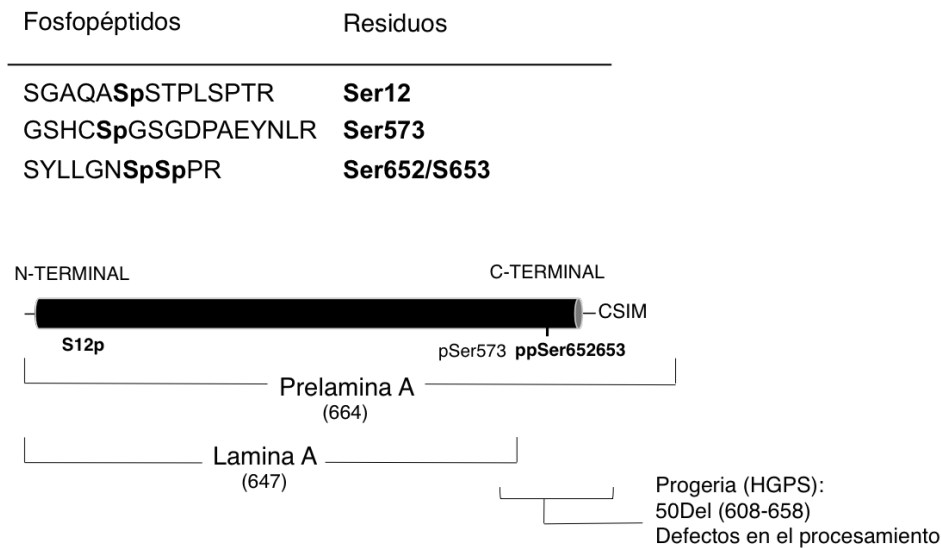 Fosfopéptidos Residuos
SGAQASpSTPLSPTR Ser12
GSHCSpGSGDPAEYNLR Ser573
SYLLGNSpSpPR Ser652/S653
N-TERMINAL C-TERMINAL
CSIM
S12p pSer573 ppSer652653
Prelamina A
(664)
Lamina A
(647)
Progeria (HGPS):
50Del (608-658)
Defectos en el procesamiento